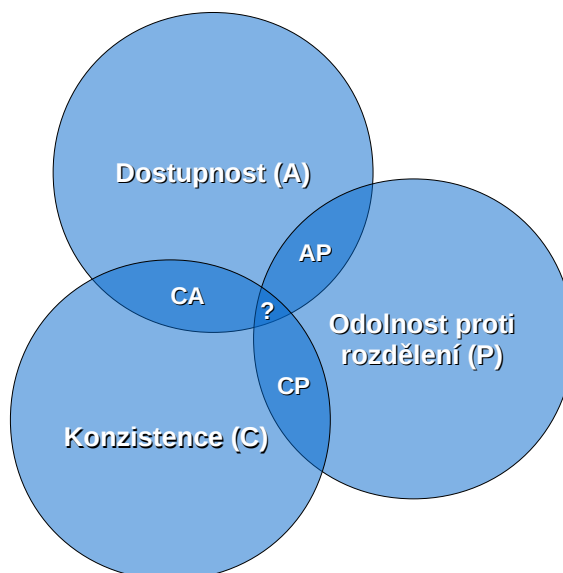 Dostupnost (A)
AP
CA
?
Odolnost proti
rozdělení (P)
CP
Konzistence (C)